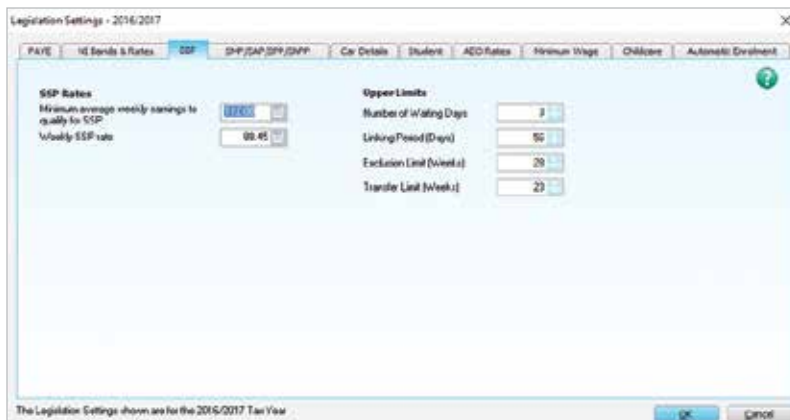 Legislation Settings - 2016/2017
PAYE
NI Bands & Rates
SSP
SMP/SAP/SPP/ShPP
Car Details
Student
AEO Rates
Minimum Wage
Childcare
Automatic Enrolment
SSP Rates
Minimum average weekly earnings to
qualify for SSP
Weekly SSP rate
88.45
Upper Limits
Number of Waiting Days
3
Linking Period (Days)
56
Exclusion Limit (Weeks)
28
Transfer Limit (Weeks)
23
The Legislation Settings shown are for the 2016/2017 Tax Year
OK
Cancel